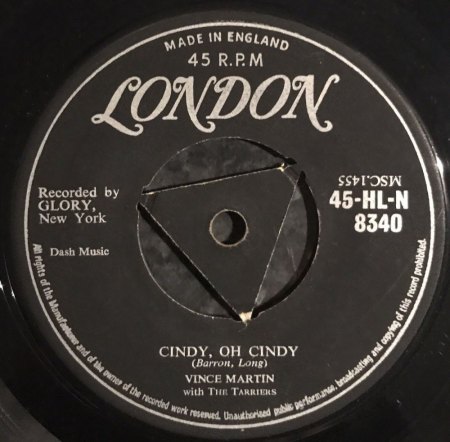 MADE IN ENGLAND
45 R.P.M
LONDON
MSC.1455
Recorded by
GLORY,
New York
45-HL-N
8340
Dash Music
CINDY, OH CINDY
(Barron, Long)
VINCE MARTIN
with THE TARRIERS
All rights of the Manufacturer and of the owner of the recorded work reserved. Unauthorised public performance, broadcasting and copying of this record prohibited.